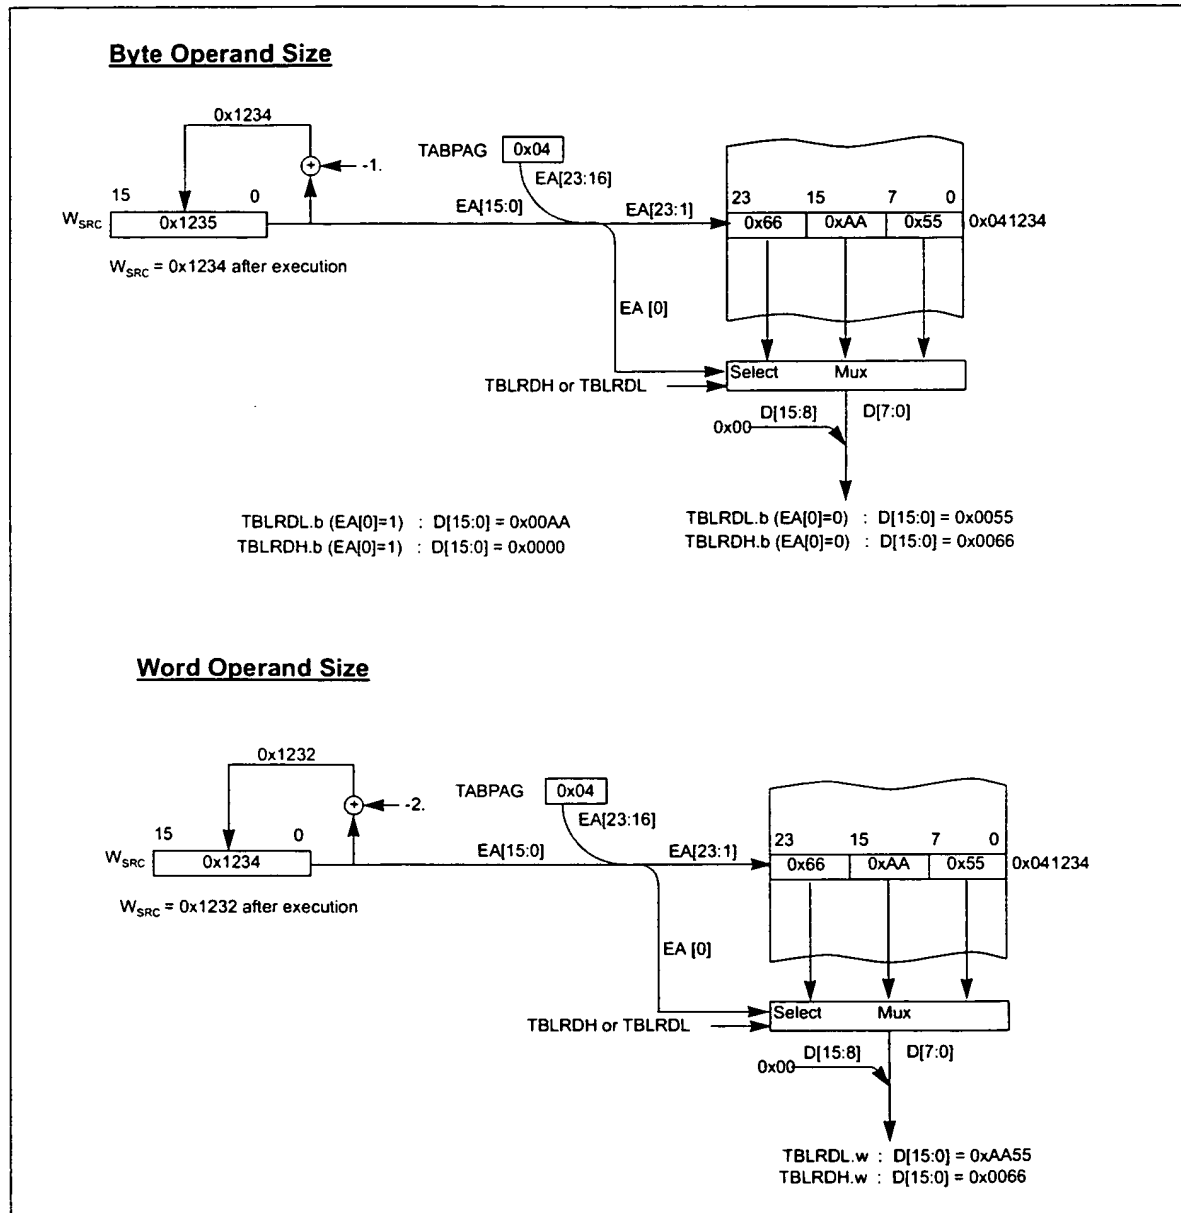 Byte Operand Size
0x1234
TABPAG 0x04
-1.
EA[23:16]
15 0
EA[15:0] EA[23:1]
23 15 7 0
WSRC 0x1235
0x66 0xAA 0x55 0x041234
WSRC = 0x1234 after execution
EA [0]
Select Mux
TBLRDH or TBLRDL
D[15:8] D[7:0]
0x00
TBLRDL.b (EA[0]=1) : D[15:0] = 0x00AA
TBLRDH.b (EA[0]=1) : D[15:0] = 0x0000
TBLRDL.b (EA[0]=0) : D[15:0] = 0x0055
TBLRDH.b (EA[0]=0) : D[15:0] = 0x0066
Word Operand Size
0x1232
TABPAG 0x04
-2.
EA[23:16]
15 0
EA[15:0] EA[23:1]
23 15 7 0
WSRC 0x1234
0x66 0xAA 0x55 0x041234
WSRC = 0x1232 after execution
EA [0]
Select Mux
TBLRDH or TBLRDL
D[15:8] D[7:0]
0x00
TBLRDL.w : D[15:0] = 0xAA55
TBLRDH.w : D[15:0] = 0x0066